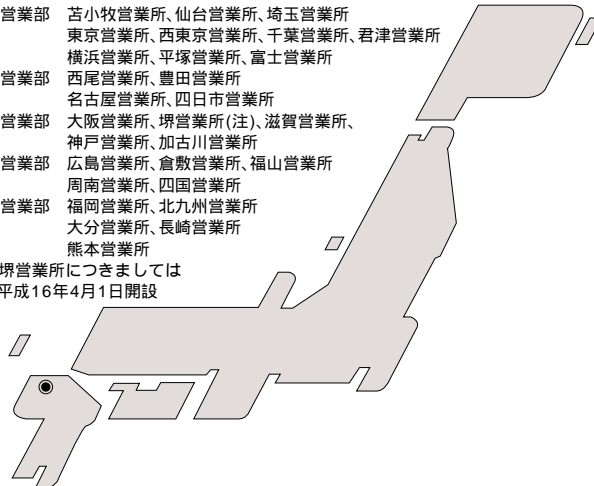 営業部 苫小牧営業所、仙台営業所、埼玉営業所
東京営業所、西東京営業所、千葉営業所、君津営業所
横浜営業所、平塚営業所、富士営業所
営業部 西尾営業所、豊田営業所
名古屋営業所、四日市営業所
営業部 大阪営業所、堺営業所(注)、滋賀営業所、
神戸営業所、加古川営業所
営業部 広島営業所、倉敷営業所、福山営業所
周南営業所、四国営業所
営業部 福岡営業所、北九州営業所
大分営業所、長崎営業所
熊本営業所
堺営業所につきましては
平成16年4月1日開設